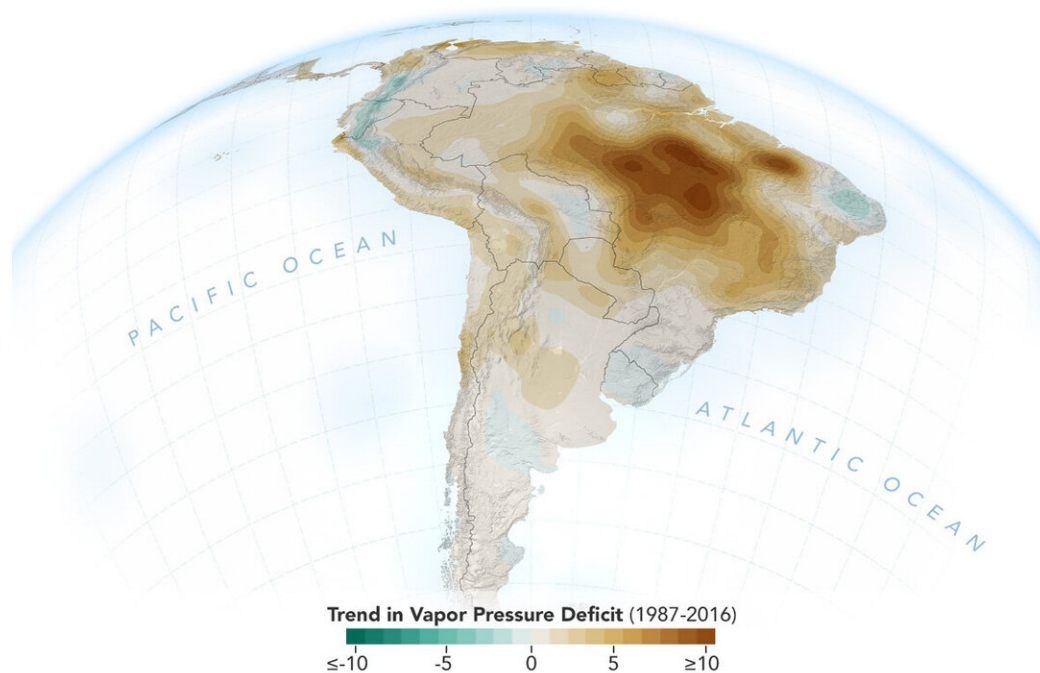 PACIFIC OCEAN
ATLANTIC OCEAN
Trend in Vapor Pressure Deficit (1987-2016)
≤-10 -5 0 5 ≥10